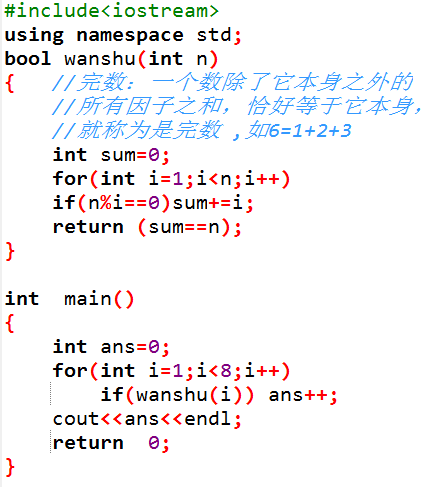 #include<iostream>
using namespace std;
bool wanshu(int n)
{   //完数：一个数除了它本身之外的
    //所有因子之和，恰好等于它本身，
    //就称为是完数 ,如6=1+2+3
    int sum=0;
    for(int i=1;i<n;i++)
    if(n%i==0)sum+=i;
    return (sum==n);
}

int  main()
{
    int ans=0;
    for(int i=1;i<8;i++)
        if(wanshu(i)) ans++;
    cout<<ans<<endl;
    return  0;
}